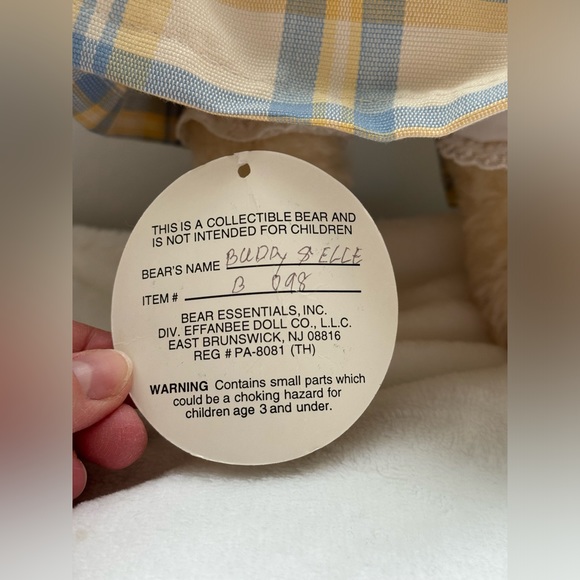 THIS IS A COLLECTIBLE BEAR AND
IS NOT INTENDED FOR CHILDREN
BEAR'S NAME BUDDY & ELLE
ITEM # B 098
BEAR ESSENTIALS, INC.
DIV. EFFANBEE DOLL CO., L.L.C.
EAST BRUNSWICK, NJ 08816
REG # PA-8081 (TH)
WARNING Contains small parts which
could be a choking hazard for
children age 3 and under.